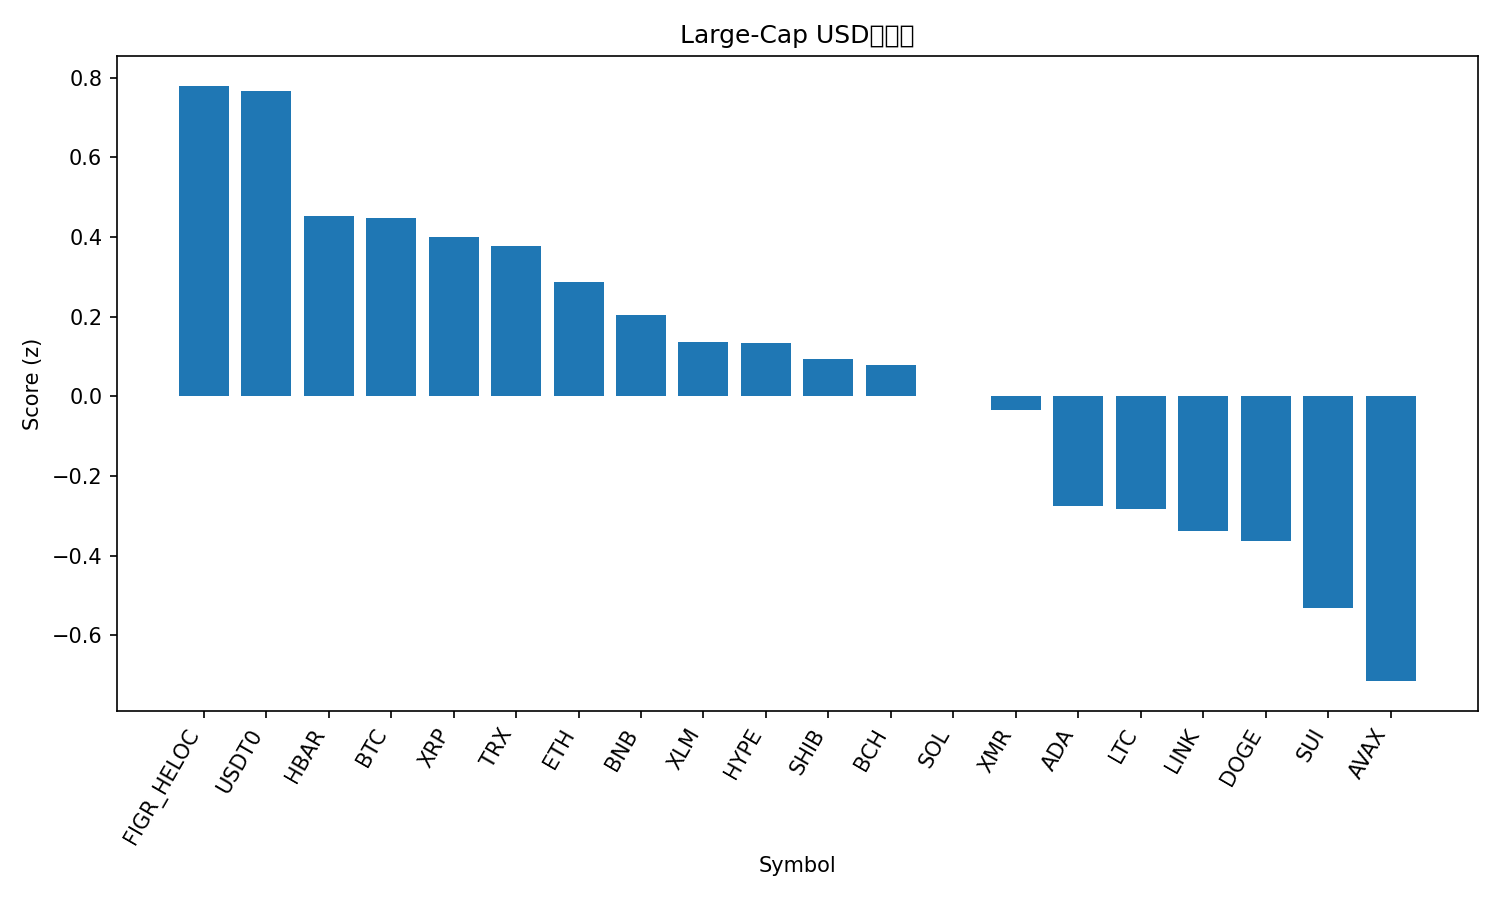 Large-Cap USD
Score (z)
0.8
0.6
0.4
0.2
0.0
−0.2
−0.4
−0.6
FIGR_HELOC
USDT0
HBAR
BTC
XRP
TRX
ETH
BNB
XLM
HYPE
SHIB
BCH
SOL
XMR
ADA
LTC
LINK
DOGE
SUI
AVAX
Symbol